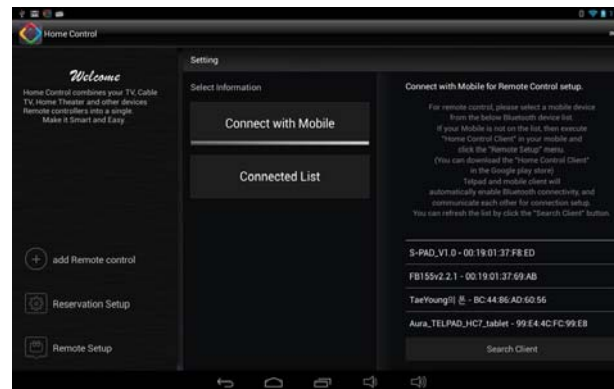 Home Control
Welcome
Home Control combines your TV, Cable
TV, Home Theater and other devices
Remote controllers into a single.
Make it Smart and Easy.
add Remote control
Reservation Setup
Remote Setup
Setting
Select Information
Connect with Mobile
Connected List
Connect with Mobile for Remote Control setup.
For remote control, please select a mobile device
from the below Bluetooth device list.
If your Mobile is not on the list, then execute
"Home Control Client" in your mobile and
click the "Remote Setup" menu.
(You can download the "Home Control Client"
in the Google play store)
Telpad and mobile client will
automatically enable Bluetooth connectivity, and
communicate each other for connection setup.
You can refresh the list by click the "Search Client" button.
S-PAD_V1.0 - 00:19:01:37:F8:ED
FB155v2.2.1 - 00:19:01:37:69:AB
TaeYoung의 폰 - BC:44:86:AD:60:56
Aura_TELPAD_HC7_tablet - 99:E4:4C:FC:99:E8
Search Client